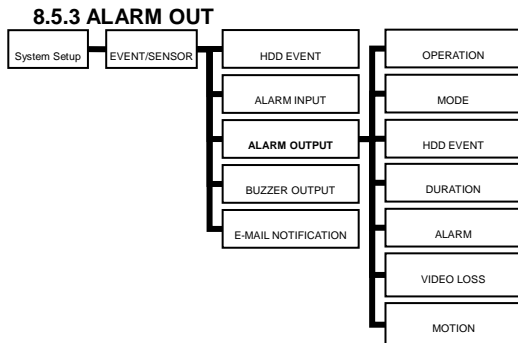 8.5.3 ALARM OUT
System Setup
EVENT/SENSOR
HDD EVENT
ALARM INPUT
ALARM OUTPUT
BUZZER OUTPUT
E-MAIL NOTIFICATION
OPERATION
MODE
HDD EVENT
DURATION
ALARM
VIDEO LOSS
MOTION